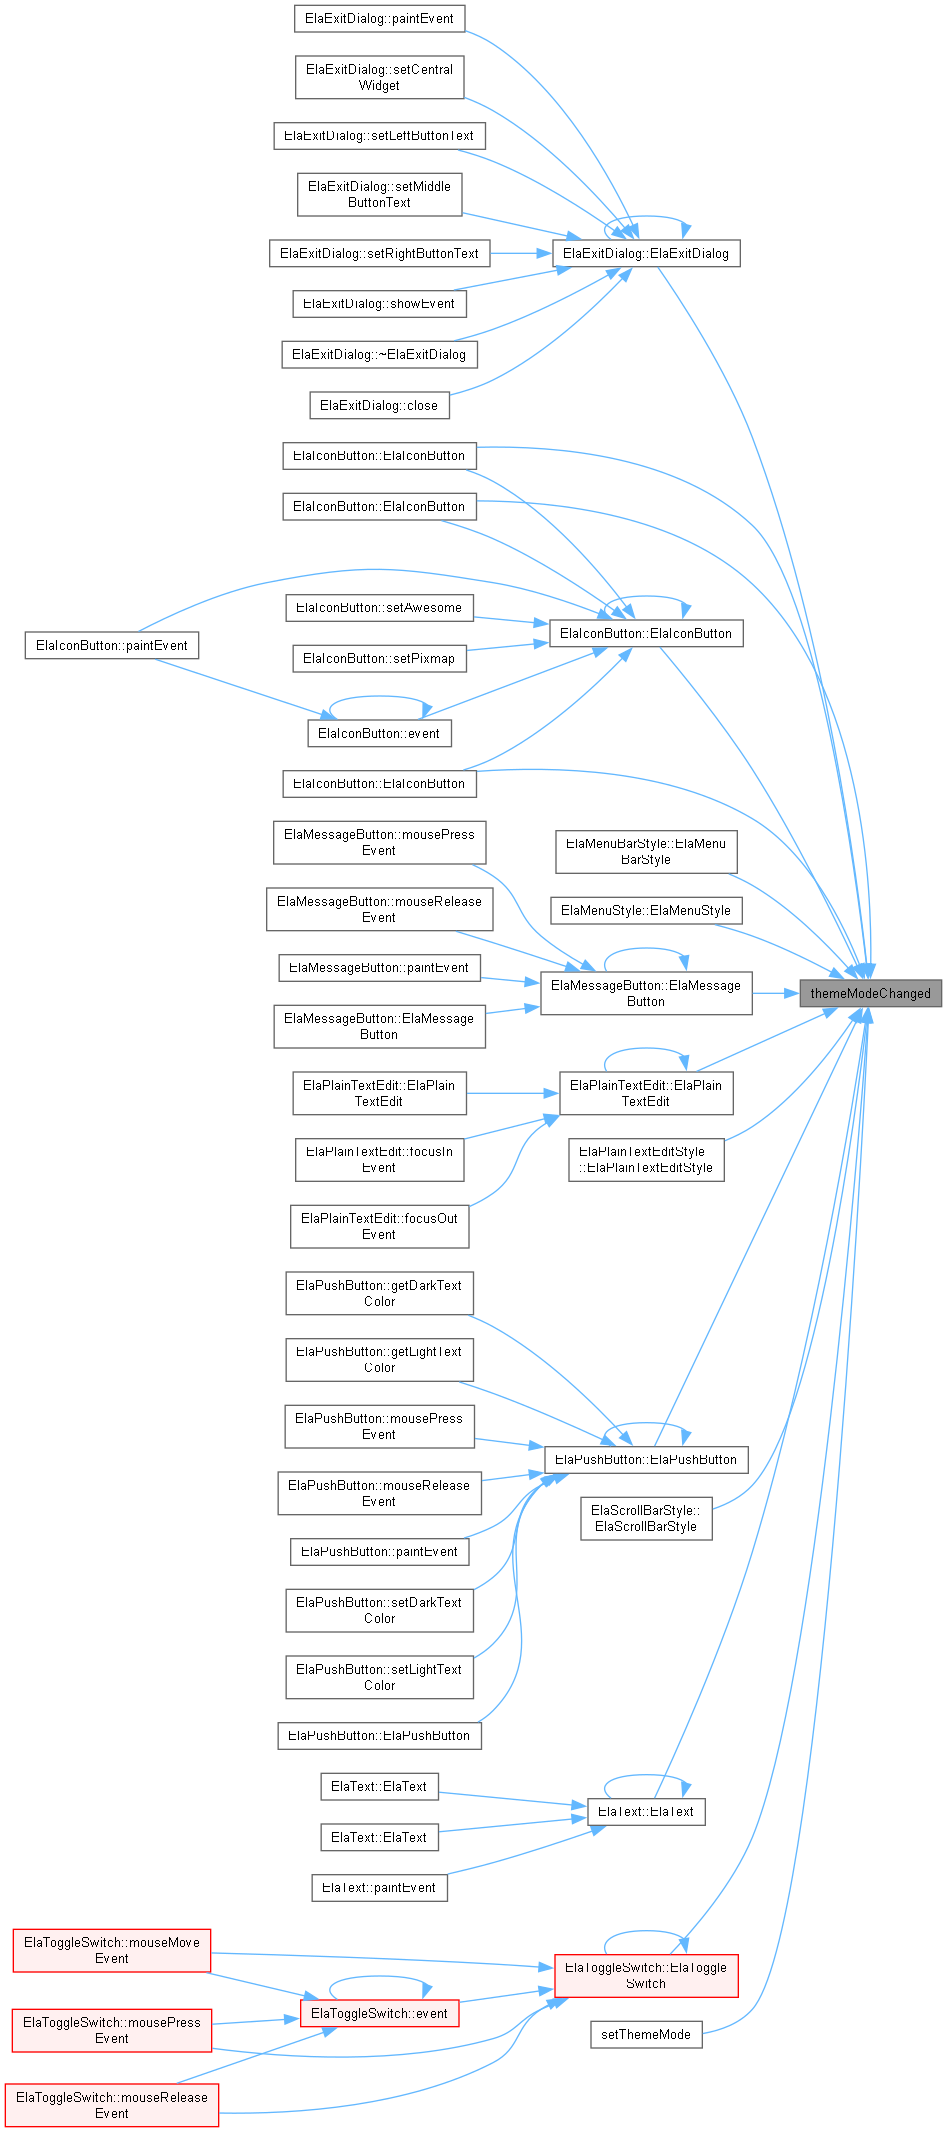 ElaExitDialog::paintEvent
ElaExitDialog::setCentral
Widget
ElaExitDialog::setLeftButtonText
ElaExitDialog::setMiddle
ButtonText
ElaExitDialog::setRightButtonText
ElaExitDialog::ElaExitDialog
ElaExitDialog::showEvent
ElaExitDialog::~ElaExitDialog
ElaExitDialog::close
ElaIconButton::ElaIconButton
ElaIconButton::ElaIconButton
ElaIconButton::setAwesome
ElaIconButton::ElaIconButton
ElaIconButton::paintEvent
ElaIconButton::setPixmap
ElaIconButton::event
ElaIconButton::ElaIconButton
ElaMessageButton::mousePress
Event
ElaMenuBarStyle::ElaMenu
BarStyle
ElaMessageButton::mouseRelease
Event
ElaMenuStyle::ElaMenuStyle
ElaMessageButton::paintEvent
ElaMessageButton::ElaMessage
Button
themeModeChanged
ElaMessageButton::ElaMessage
Button
ElaPlainTextEdit::ElaPlain
TextEdit
ElaPlainTextEdit::ElaPlain
TextEdit
ElaPlainTextEdit::focusIn
Event
ElaPlainTextEditStyle
::ElaPlainTextEditStyle
ElaPlainTextEdit::focusOut
Event
ElaPushButton::getDarkText
Color
ElaPushButton::getLightText
Color
ElaPushButton::mousePress
Event
ElaPushButton::ElaPushButton
ElaPushButton::mouseRelease
Event
ElaScrollBarStyle::
ElaScrollBarStyle
ElaPushButton::paintEvent
ElaPushButton::setDarkText
Color
ElaPushButton::setLightText
Color
ElaPushButton::ElaPushButton
ElaText::ElaText
ElaText::ElaText
ElaText::ElaText
ElaText::paintEvent
ElaToggleSwitch::mouseMove
Event
ElaToggleSwitch::ElaToggle
Switch
ElaToggleSwitch::event
ElaToggleSwitch::mousePress
Event
setThemeMode
ElaToggleSwitch::mouseRelease
Event